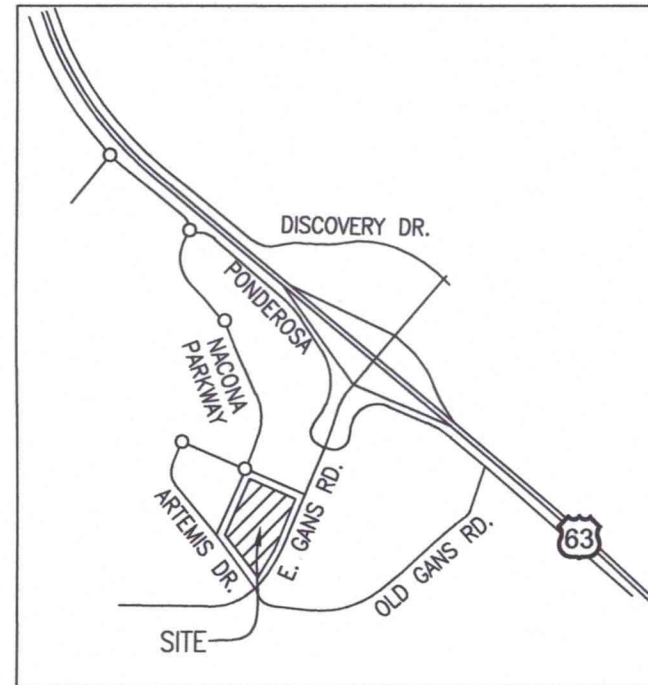 DISCOVERY DR.
PONDEROSA
NACONA
PARKWAY
ARTEMIS DR.
E. GANS RD.
OLD GANS RD.
63
SITE